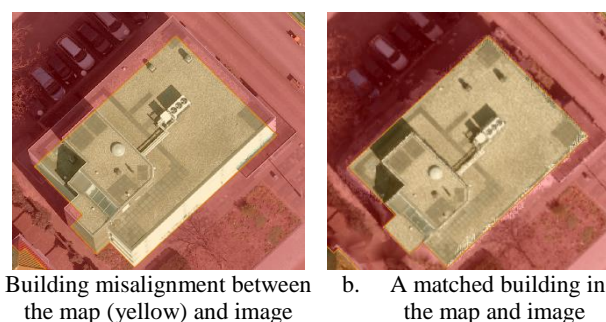 Building misalignment between
the map (yellow) and image
b. A matched building in
the map and image